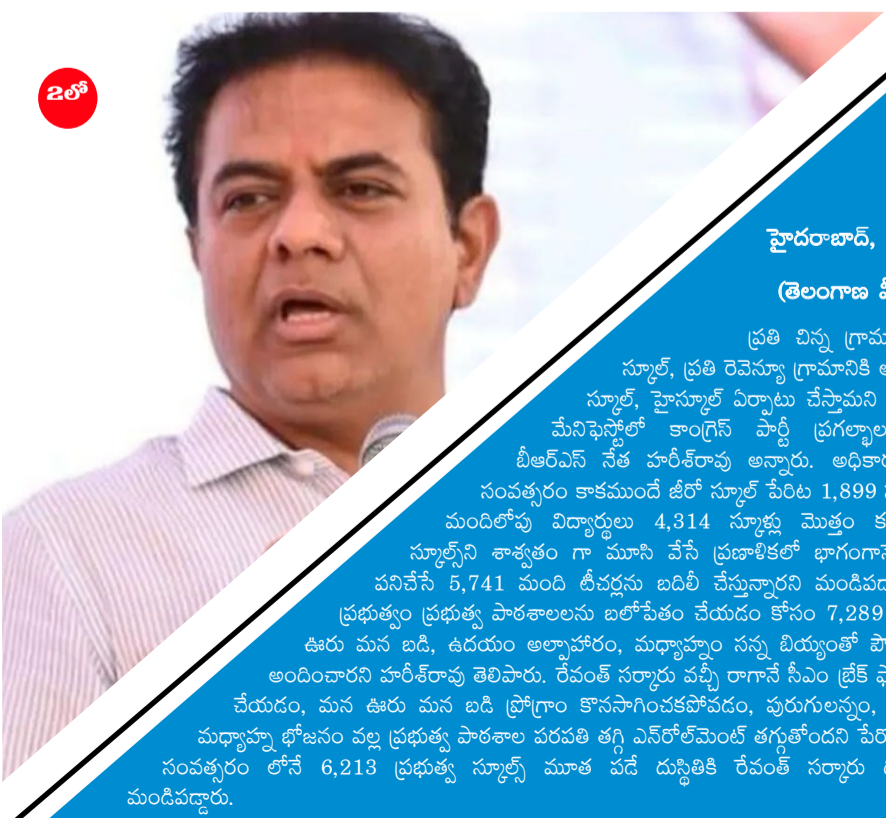 2లో
హైదరాబాద్,
(తెలంగాణ
ప్రతి చిన్న
స్కూల్, ప్రతి రెవెన్యూ గ్రామానికి
స్కూల్, హైస్కూల్ ఏర్పాటు చేస్తామని
మేనిఫెస్టోలో కాంగ్రెస్ పార్టీ
బీఆర్ఎస్ నేత హరీశ్‌రావు అన్నారు.
సంవత్సరం కాకముందే జీరో స్కూల్ పేరిట 1,899
మందిలోపు విద్యార్థులు 4,314 స్కూళ్లు మొత్తం
స్కూల్స్‌ని శాశ్వతం గా మూసి వేసే ప్రణాళికలో
పనిచేసే 5,741 మంది టీచర్లను బదిలీ చేస్తున్నారని
ప్రభుత్వం ప్రభుత్వ పాఠశాలలను బలోపేతం చేయడం కోసం 7,289
ఊరు మన బడి, ఉదయం అల్పాహారం, మధ్యాహ్నం సన్న బియ్యంతో
అందించారని హరీశ్‌రావు తెలిపారు. రేవంత్ సర్కారు వచ్చీ రాగానే సీఎం బ్రేక్
చేయడం, మన ఊరు మన బడి ప్రోగ్రాం కొనసాగించకపోవడం, పురుగులన్నం,
మధ్యాహ్న భోజనం వల్ల ప్రభుత్వ పాఠశాల పరపతి తగ్గి ఎన్‌రోల్‌మెంట్ తగ్గుతోందని
సంవత్సరం లోనే 6,213 ప్రభుత్వ స్కూల్స్ మూత పడే దుస్థితికి రేవంత్ సర్కారు
మండిపడ్డారు.